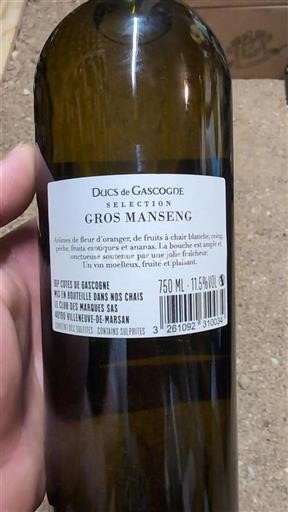 Ducs de Gascogne
SELECTION
GROS MANSENG
Arômes de fleur d'oranger, de fruits à chair blanche, coing,
pêche, fruits exotiques et ananas. La bouche est ample et
onctueuse soutenue par une jolie fraîcheur.
Un vin moelleux, fruité et plaisant.
IGP COTES DE GASCOGNE
MIS EN BOUTEILLE DANS NOS CHAIS
LE CLUB DES MARQUES SAS
40190 VILLENEUVE-DE-MARSAN
CONTIENT DES SULFITES - CONTAINS SULPHITES
750 ML - 11.5%VOL
3 261092 310034